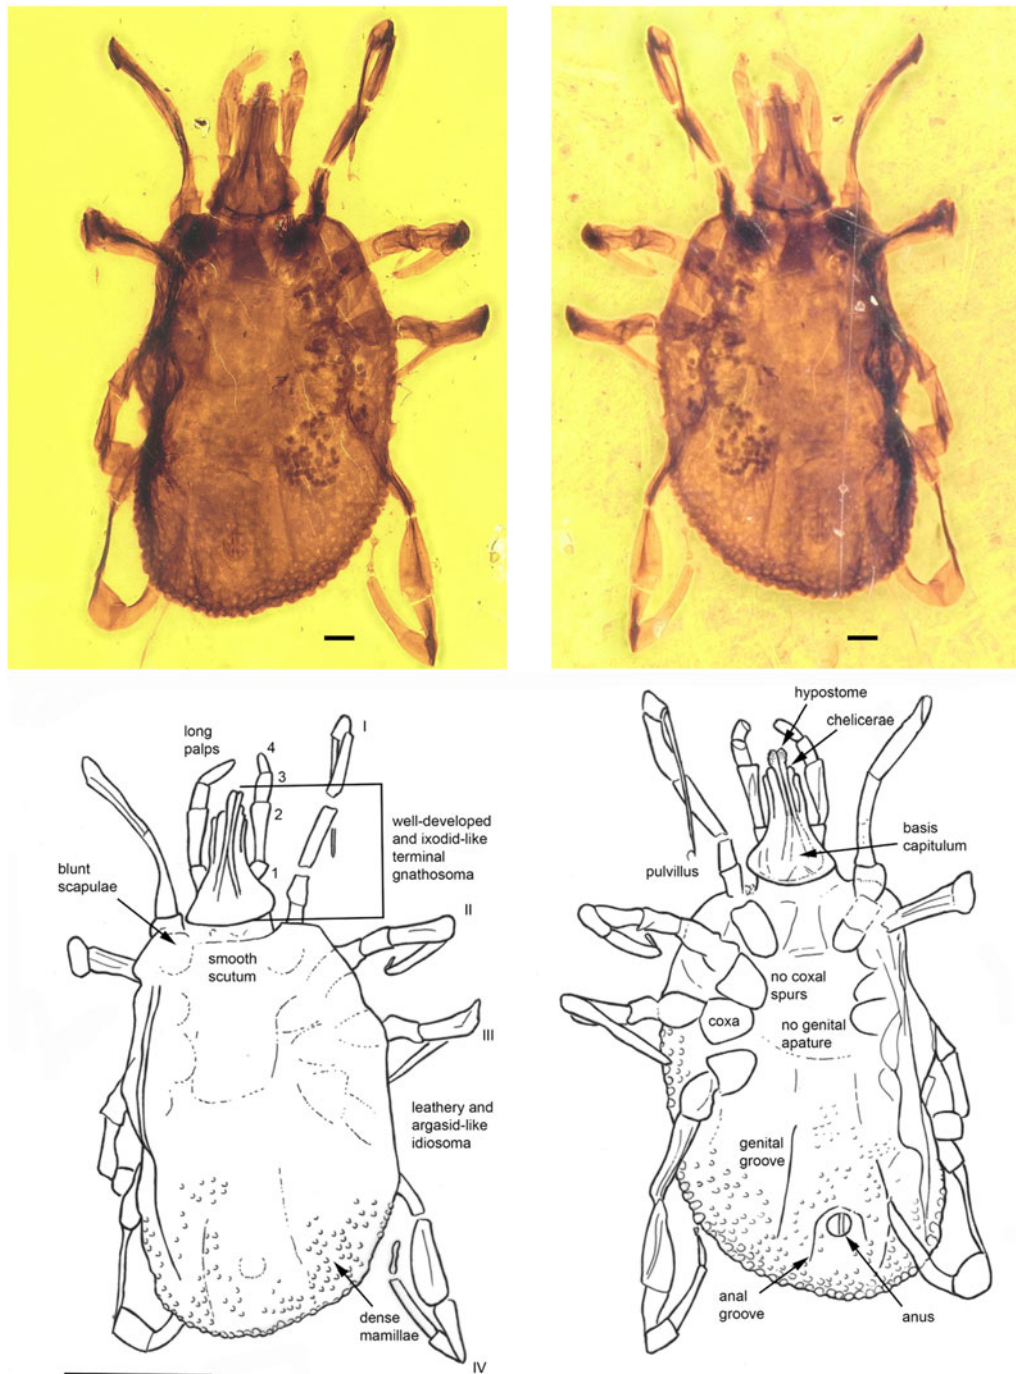 long
palps
4
3
2
1
I
well-developed
and ixodid-like
terminal
gnathosoma
blunt
scapulae
smooth
scutum
II
III
leathery and
argasid-like
idiosoma
dense
mamillae
IV
hypostome
chelicerae
basis
capitulum
pulvillus
no coxal
spurs
coxa
no genital
apature
genital
groove
anal
groove
anus